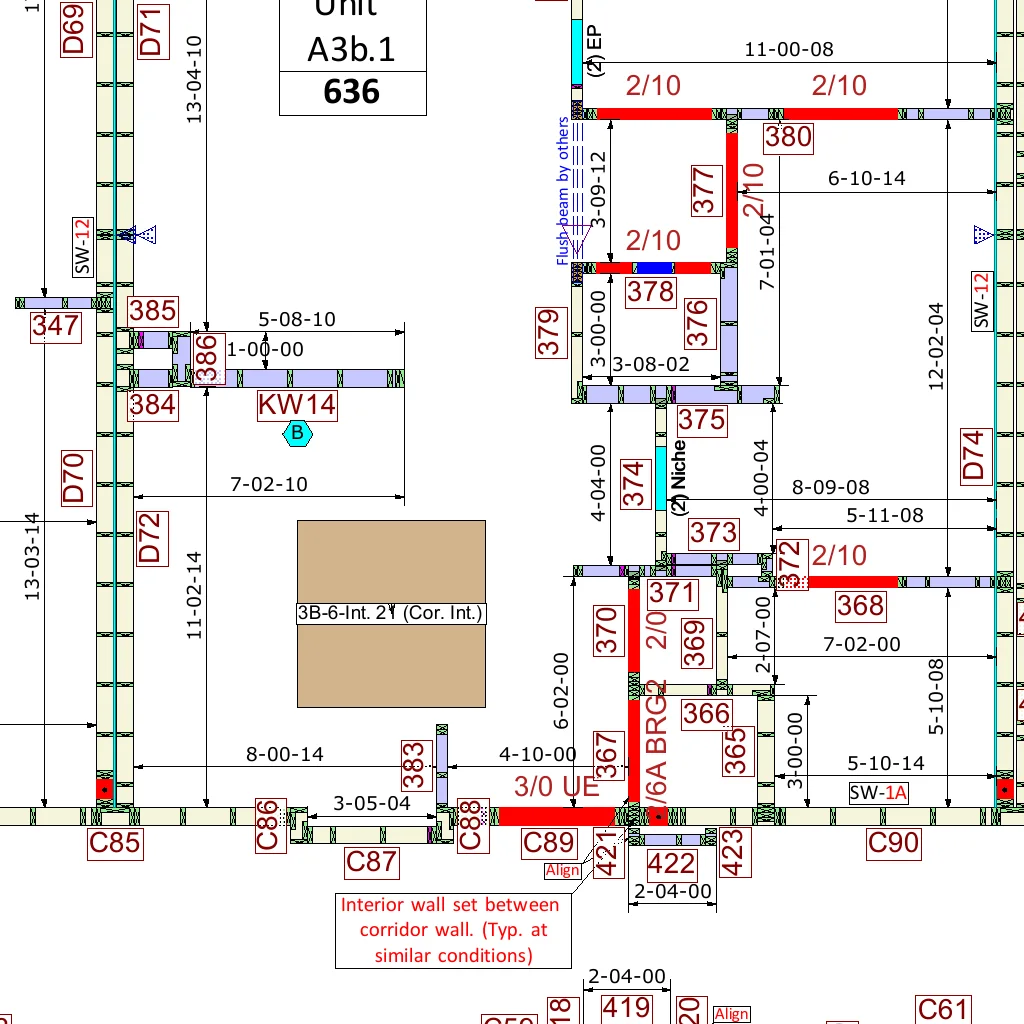 Unit
A3b.1
636
D69
D71
13-04-10
(2) EP
11-00-08
2/10
2/10
380
Flush beam by others
3-09-12
377
2/10
6-10-14
SW-12
2/10
7-01-04
378
347
385
5-08-10
386
1-00-00
379
3-00-00
376
3-08-02
SW-12
12-02-04
384
KW14
B
375
D70
7-02-10
374
(2) Niche
4-04-00
4-00-04
D74
8-09-08
5-11-08
13-03-14
D72
373
372
2/10
11-02-14
3B-6-Int. 21 (Cor. Int.)
371
368
370
2/0
369
2-07-00
7-02-00
6-02-00
5-10-08
366
8-00-14
383
4-10-00
367
2/6A BRG2
365
3-00-00
5-10-14
3/0 UE
SW-1A
3-05-04
C85
C86
C87
C88
C89
421
422
423
C90
Align
2-04-00
Interior wall set between
corridor wall. (Typ. at
similar conditions)
2-04-00
419
Align
C61